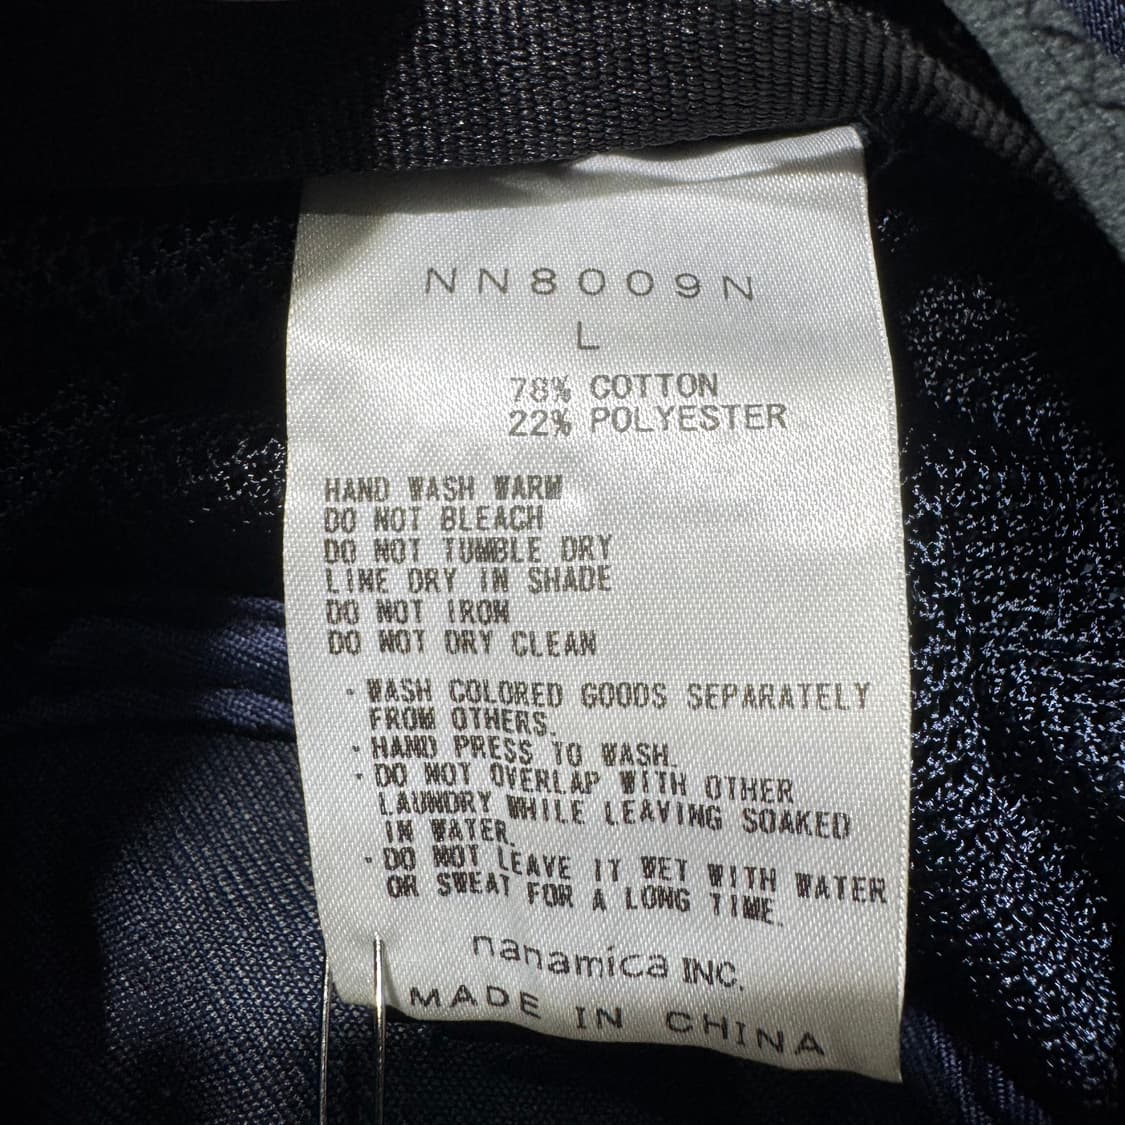 NN8009N
L
78% COTTON
22% POLYESTER
HAND WASH WARM
DO NOT BLEACH
DO NOT TUMBLE DRY
LINE DRY IN SHADE
DO NOT IRON
DO NOT DRY CLEAN
・WASH COLORED GOODS SEPARATELY
FROM OTHERS.
・HAND PRESS TO WASH.
・DO NOT OVERLAP WITH OTHER
LAUNDRY WHILE LEAVING SOAKED
IN WATER.
・DO NOT LEAVE IT WET WITH WATER
OR SWEAT FOR A LONG TIME.
nanamica INC.
MADE IN CHINA